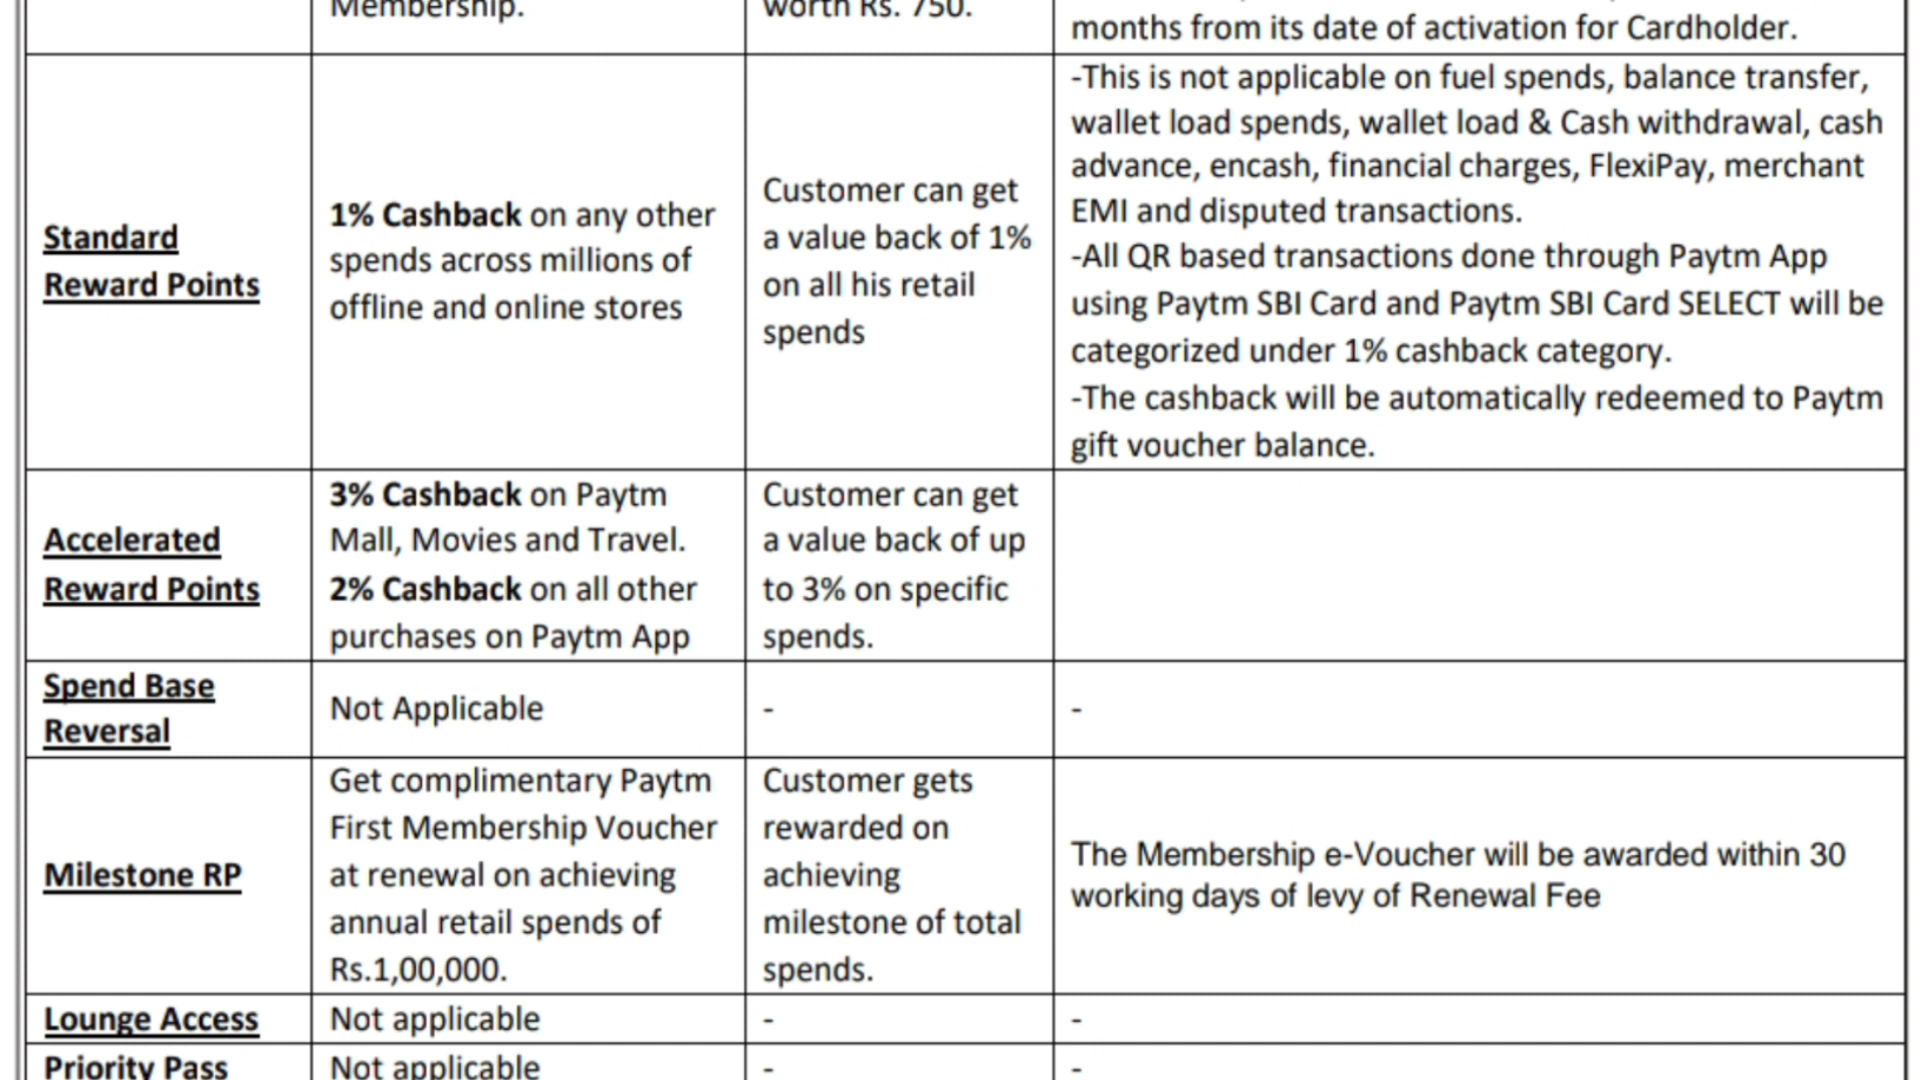 Membership.
worth Rs. 750.
months from its date of activation for Cardholder.
Standard
Reward Points
1% Cashback on any other
spends across millions of
offline and online stores
Customer can get
a value back of 1%
on all his retail
spends
-This is not applicable on fuel spends, balance transfer,
wallet load spends, wallet load & Cash withdrawal, cash
advance, encash, financial charges, FlexiPay, merchant
EMI and disputed transactions.
-All QR based transactions done through Paytm App
using Paytm SBI Card and Paytm SBI Card SELECT will be
categorized under 1% cashback category.
-The cashback will be automatically redeemed to Paytm
gift voucher balance.
Accelerated
Reward Points
3% Cashback on Paytm
Mall, Movies and Travel.
2% Cashback on all other
purchases on Paytm App
Customer can get
a value back of up
to 3% on specific
spends.
Spend Base
Reversal
Not Applicable
-
-
Milestone RP
Get complimentary Paytm
First Membership Voucher
at renewal on achieving
annual retail spends of
Rs.1,00,000.
Customer gets
rewarded on
achieving
milestone of total
spends.
The Membership e-Voucher will be awarded within 30
working days of levy of Renewal Fee
Lounge Access
Not applicable
-
-
Priority Pass
Not applicable
-
-